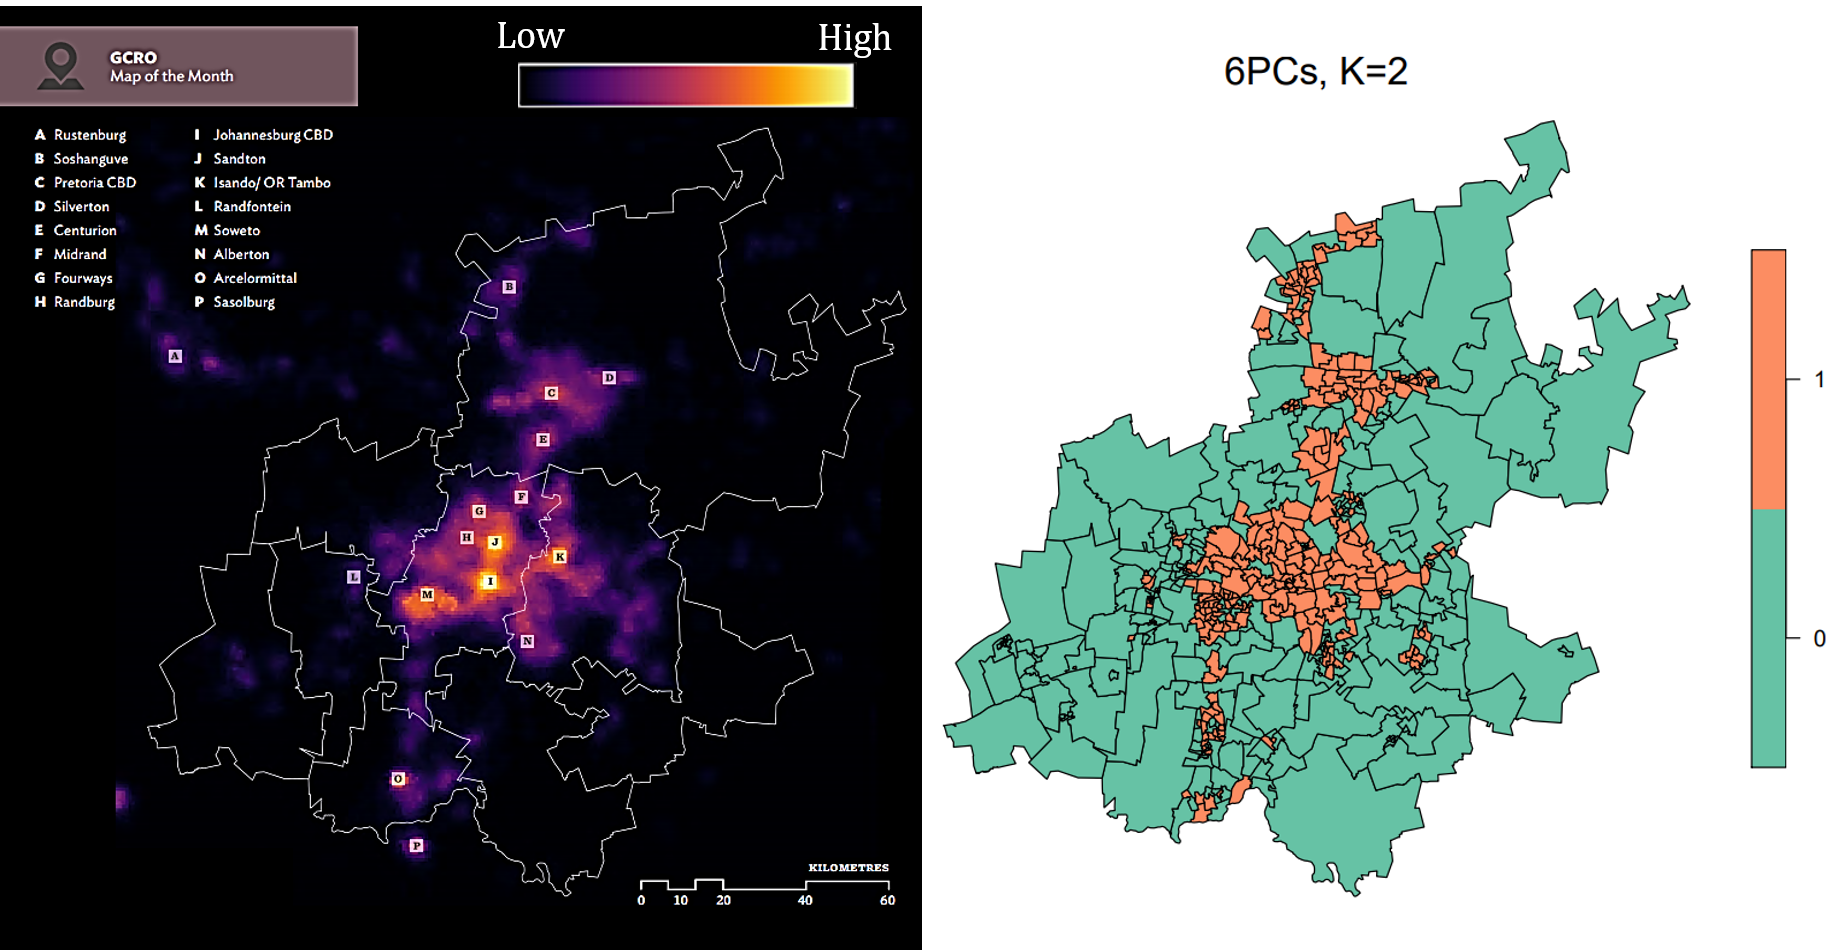 GCRO
Map of the Month
Low
High
A Rustenburg
B Soshanguve
C Pretoria CBD
D Silverton
E Centurion
F Midrand
G Fourways
H Randburg
I Johannesburg CBD
J Sandton
K Isando/ OR Tambo
L Randfontein
M Soweto
N Alberton
O Arcelormittal
P Sasolburg
B
A
D
C
E
F
G
H
J
K
L
I
M
N
O
P
KILOMETRES
0 10 20 40 60
6PCs, K=2
1
0